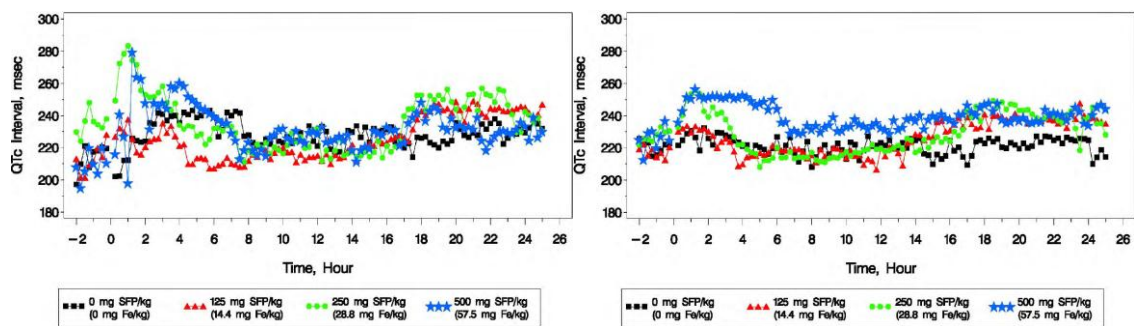 300
280
260
240
220
200
180
QTc Interval, msec
−2 0 2 4 6 8 10 12 14 16 18 20 22 24 26
Time, Hour
0 mg SFP/kg 125 mg SFP/kg 250 mg SFP/kg 500 mg SFP/kg
(0 mg Fe/kg) (14.4 mg Fe/kg) (28.8 mg Fe/kg) (57.5 mg Fe/kg)
300
280
260
240
220
200
180
QTc Interval, msec
−2 0 2 4 6 8 10 12 14 16 18 20 22 24 26
Time, Hour
0 mg SFP/kg 125 mg SFP/kg 250 mg SFP/kg 500 mg SFP/kg
(0 mg Fe/kg) (14.4 mg Fe/kg) (28.8 mg Fe/kg) (57.5 mg Fe/kg)